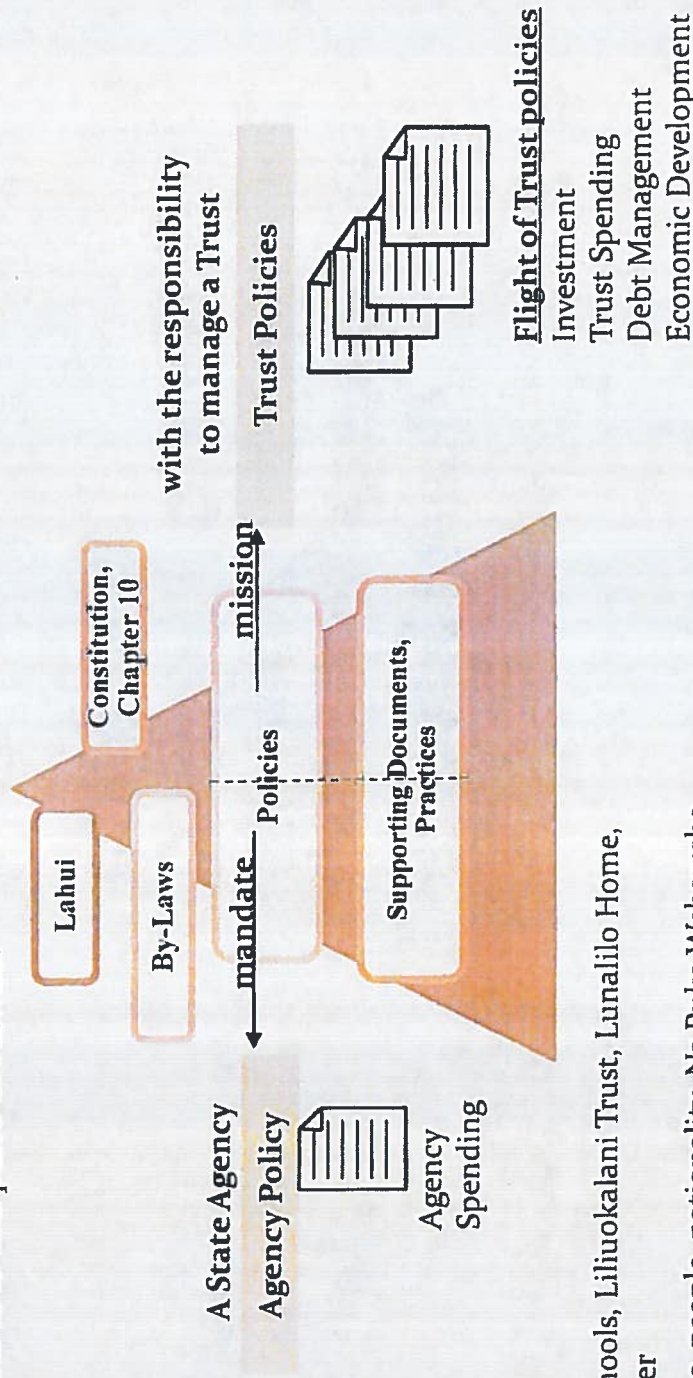 Lahui
Constitution,
Chapter 10
By-Laws
mandate
mission
Policies
Supporting Documents,
Practices
A State Agency
Agency Policy
Agency
Spending
with the responsibility
to manage a Trust
Trust Policies
Flight of Trust policies
Investment
Trust Spending
Debt Management
Economic Development
ools, Liliuokalani Trust, Lunalilo Home,
er